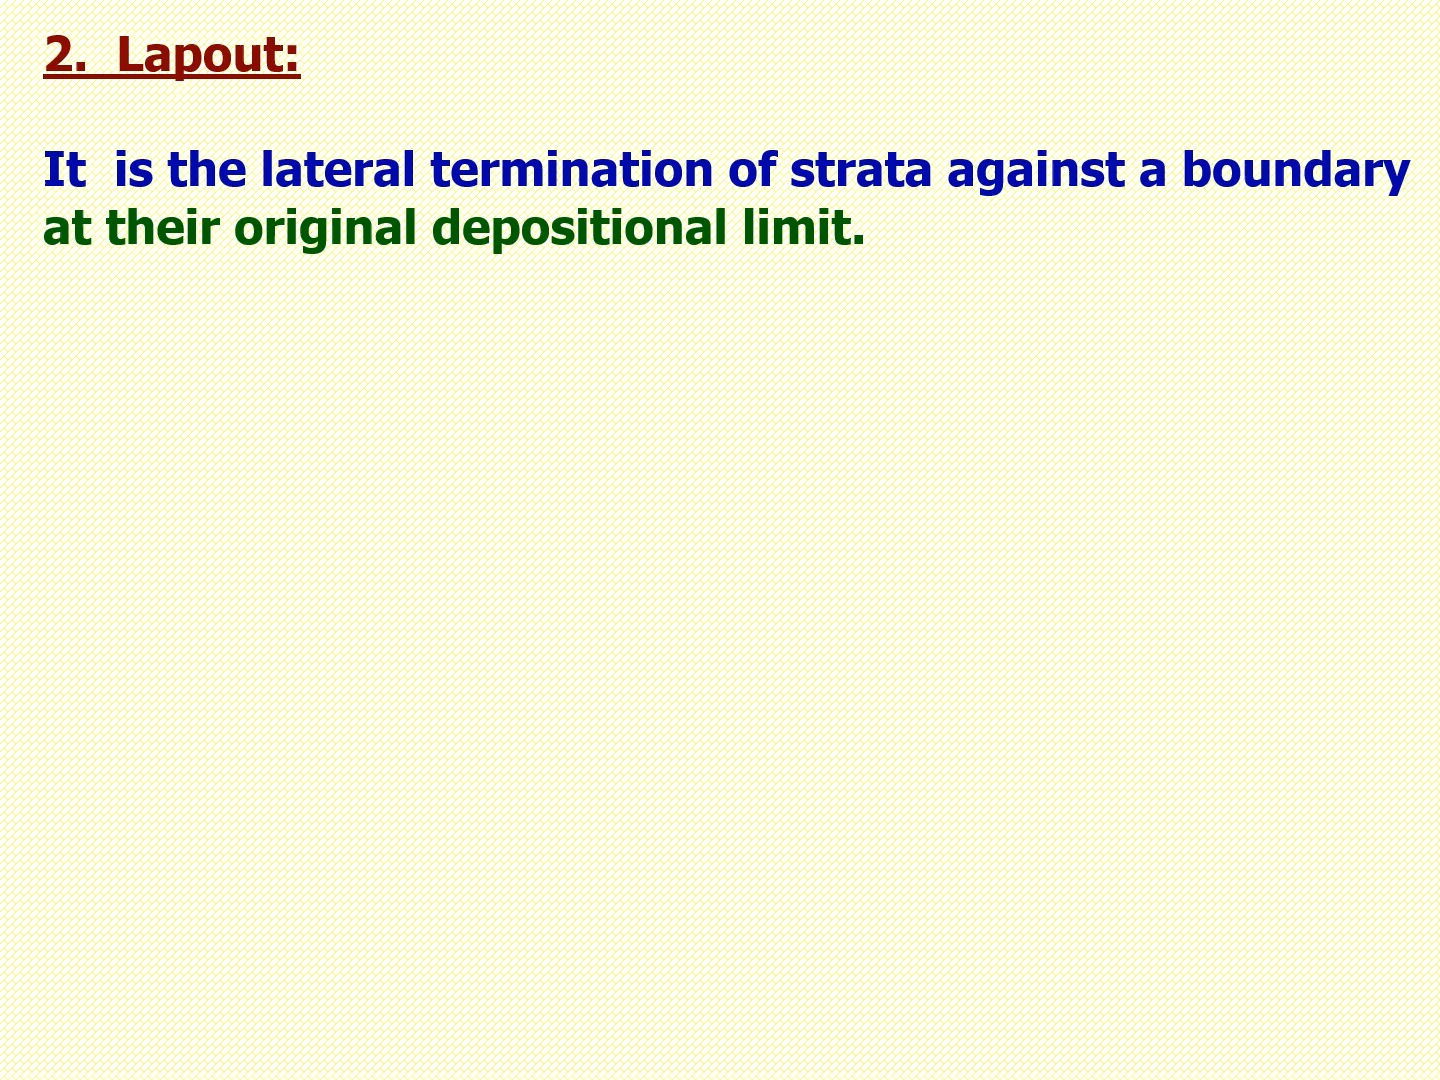 2.  Lapout:
It  is the lateral termination of strata against a boundary
at their original depositional limit.